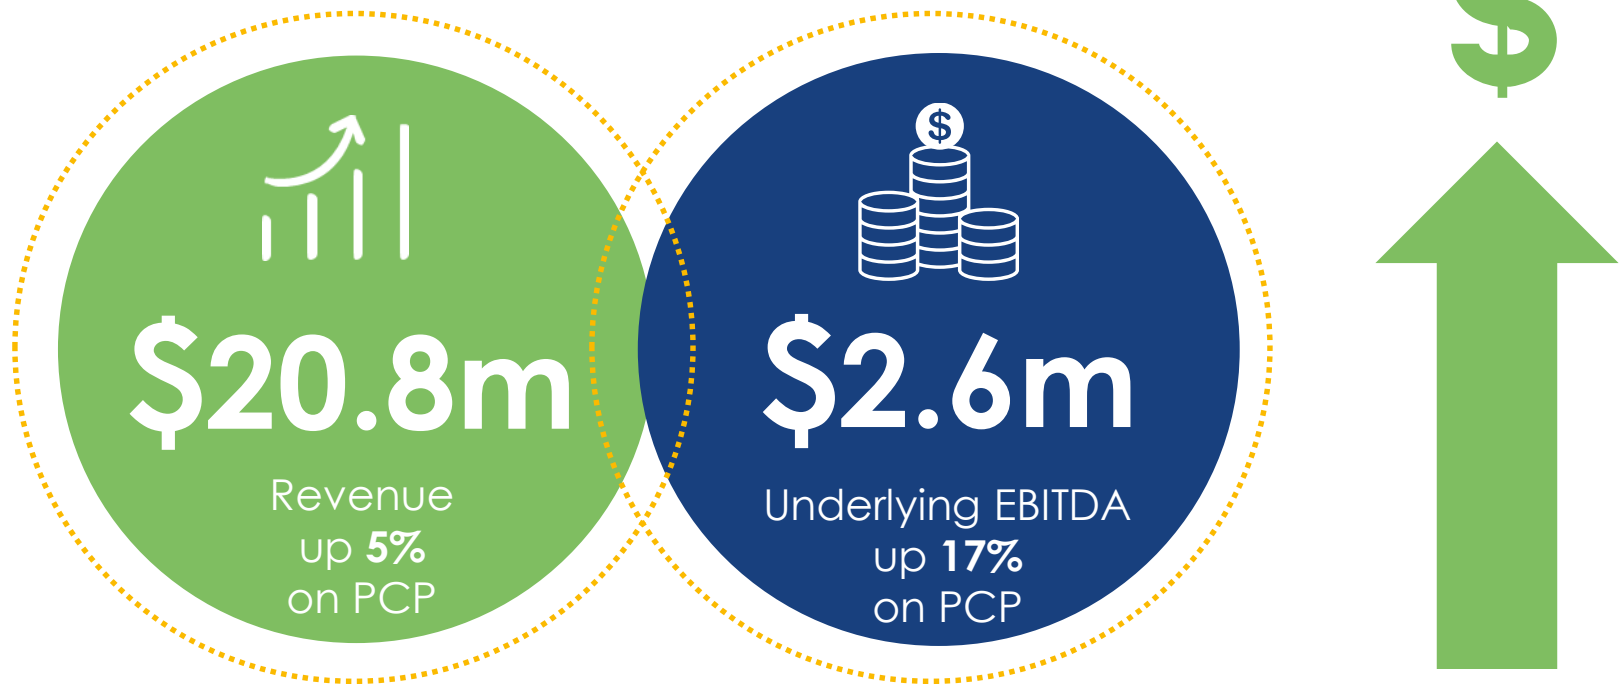 $20.8m
Revenue
up 5%
on PCP
$
$2.6m
Underlying EBITDA
up 17%
on PCP
$